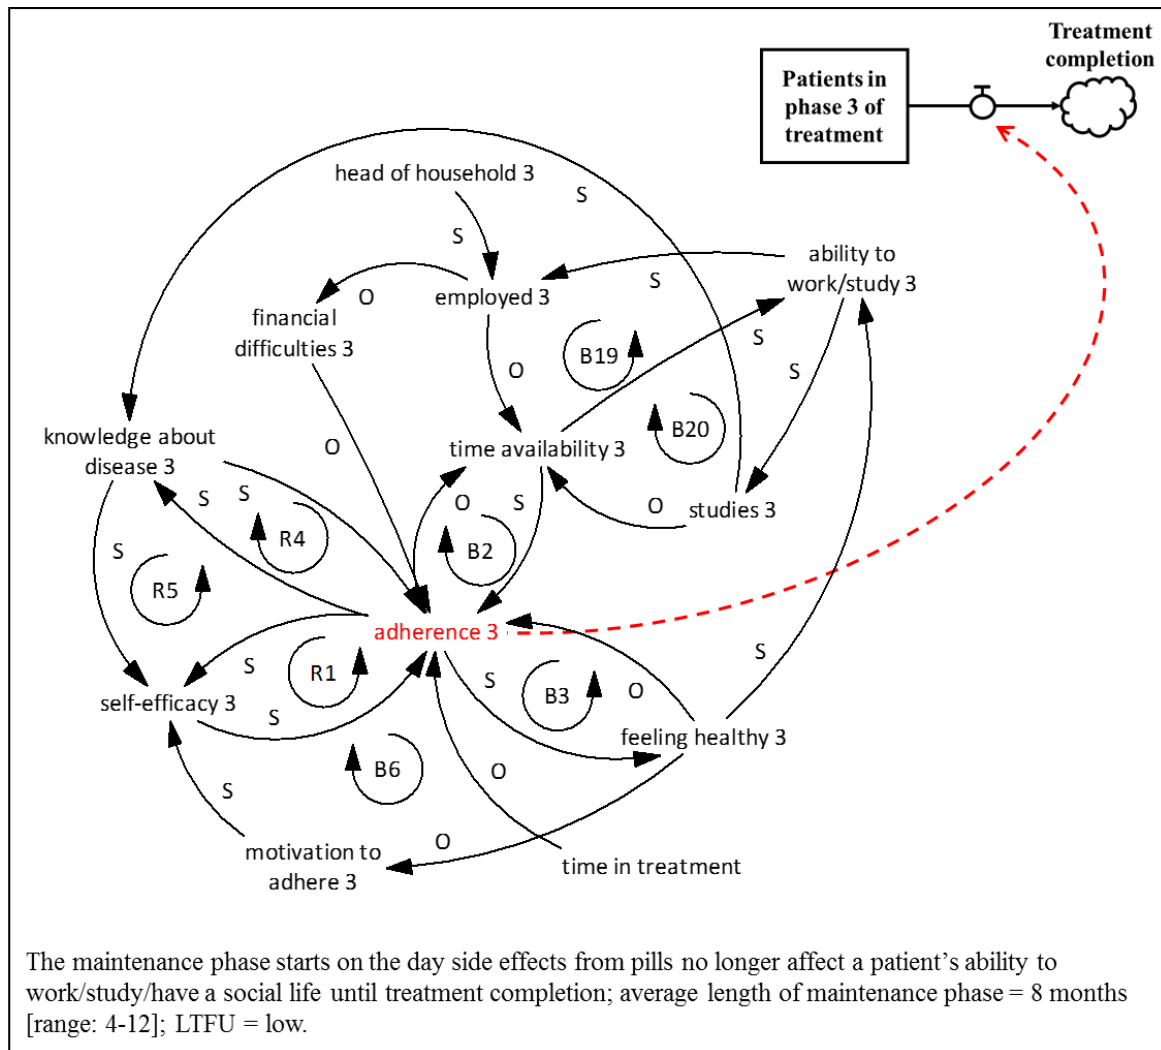 Treatment
completion
Patients in
phase 3 of
treatment
head of household 3
S
S
ability to
work/study 3
S
employed 3
O
financial
difficulties 3
B19
O
S
S
B20
knowledge about
disease 3
time availability 3
O
S
S
O
S
O
studies 3
R4
B2
S
R5
adherence 3
S
R1
S
B3
O
S
self-efficacy 3
S
feeling healthy 3
B6
O
S
O
motivation to
adhere 3
time in treatment
The maintenance phase starts on the day side effects from pills no longer affect a patient’s ability to
work/study/have a social life until treatment completion; average length of maintenance phase = 8 months
[range: 4-12]; LTFU = low.